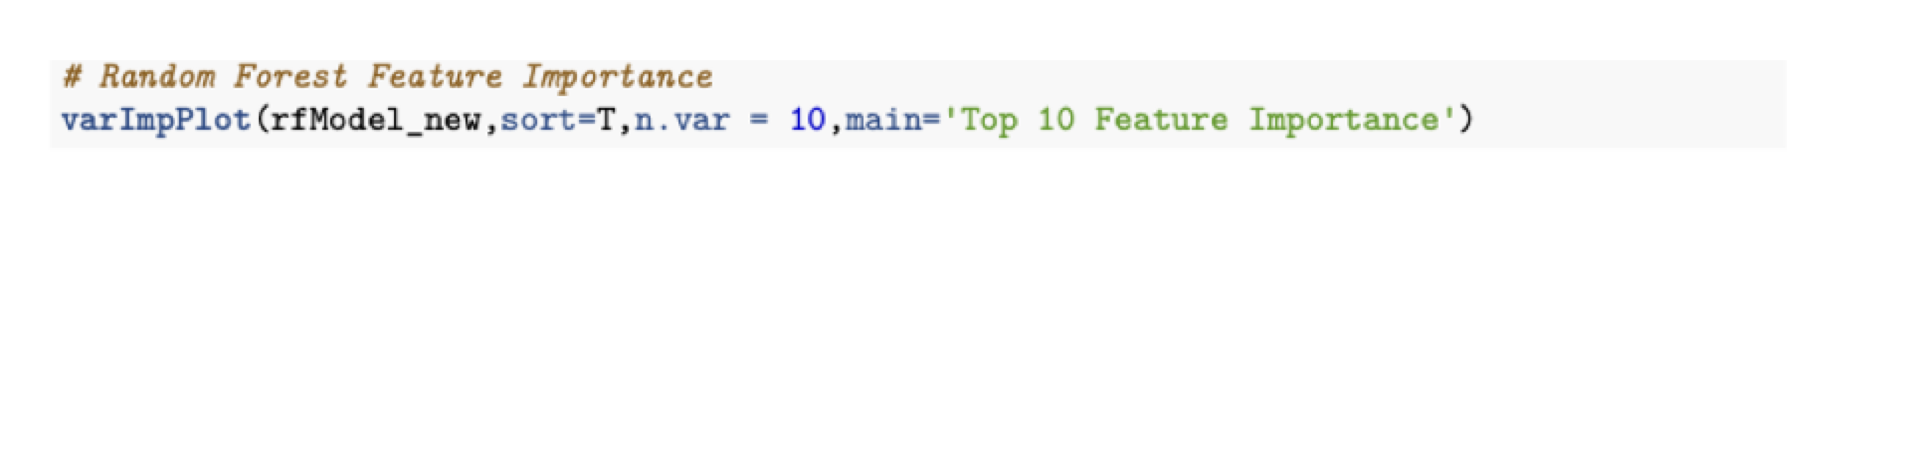 # Random Forest Feature Importance
varImpPlot(rfModel_new,sort=T,n.var = 10,main='Top 10 Feature Importance')